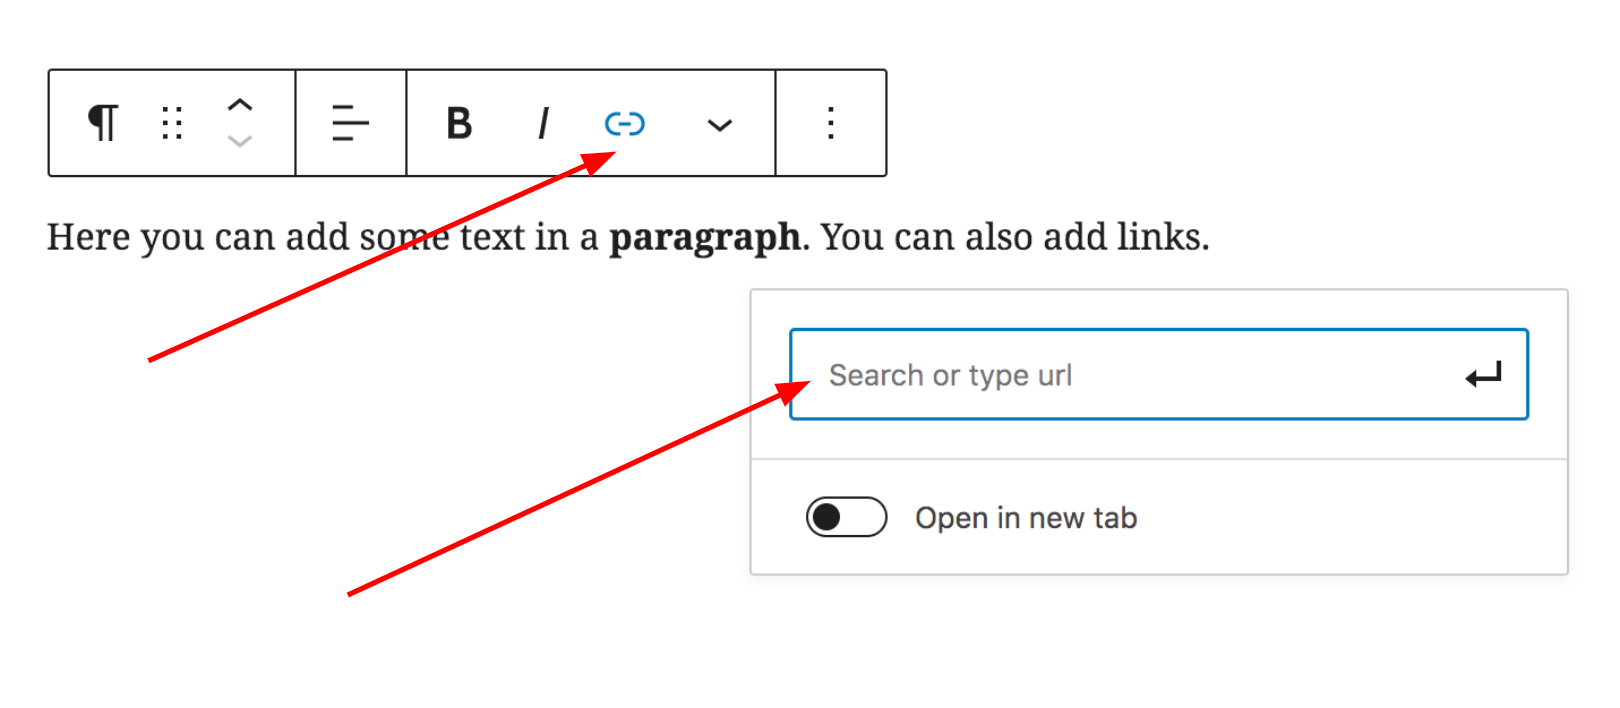 ¶ B I
Here you can add some text in a paragraph. You can also add links.
Search or type url
Open in new tab